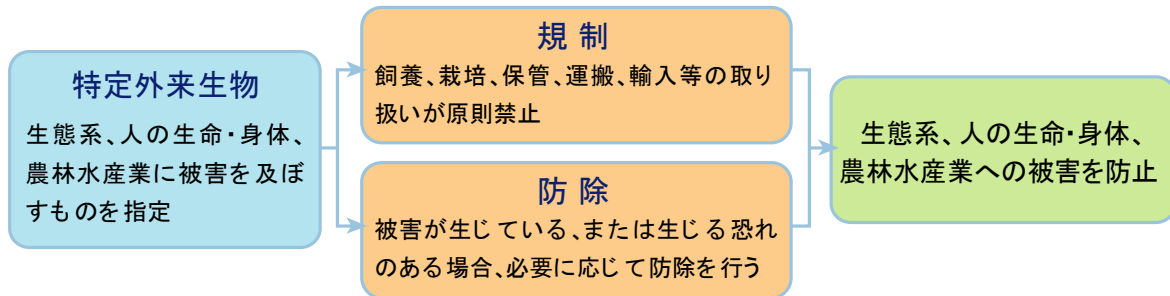 特定外来生物
生態系、人の生命・身体、
農林水産業に被害を及ぼ
すものを指定
規 制
飼養、栽培、保管、運搬、輸入等の取り
扱いが原則禁止
防 除
被害が生じている、または生じる恐れ
のある場合、必要に応じて防除を行う
生態系、人の生命・身体、
農林水産業への被害を防止